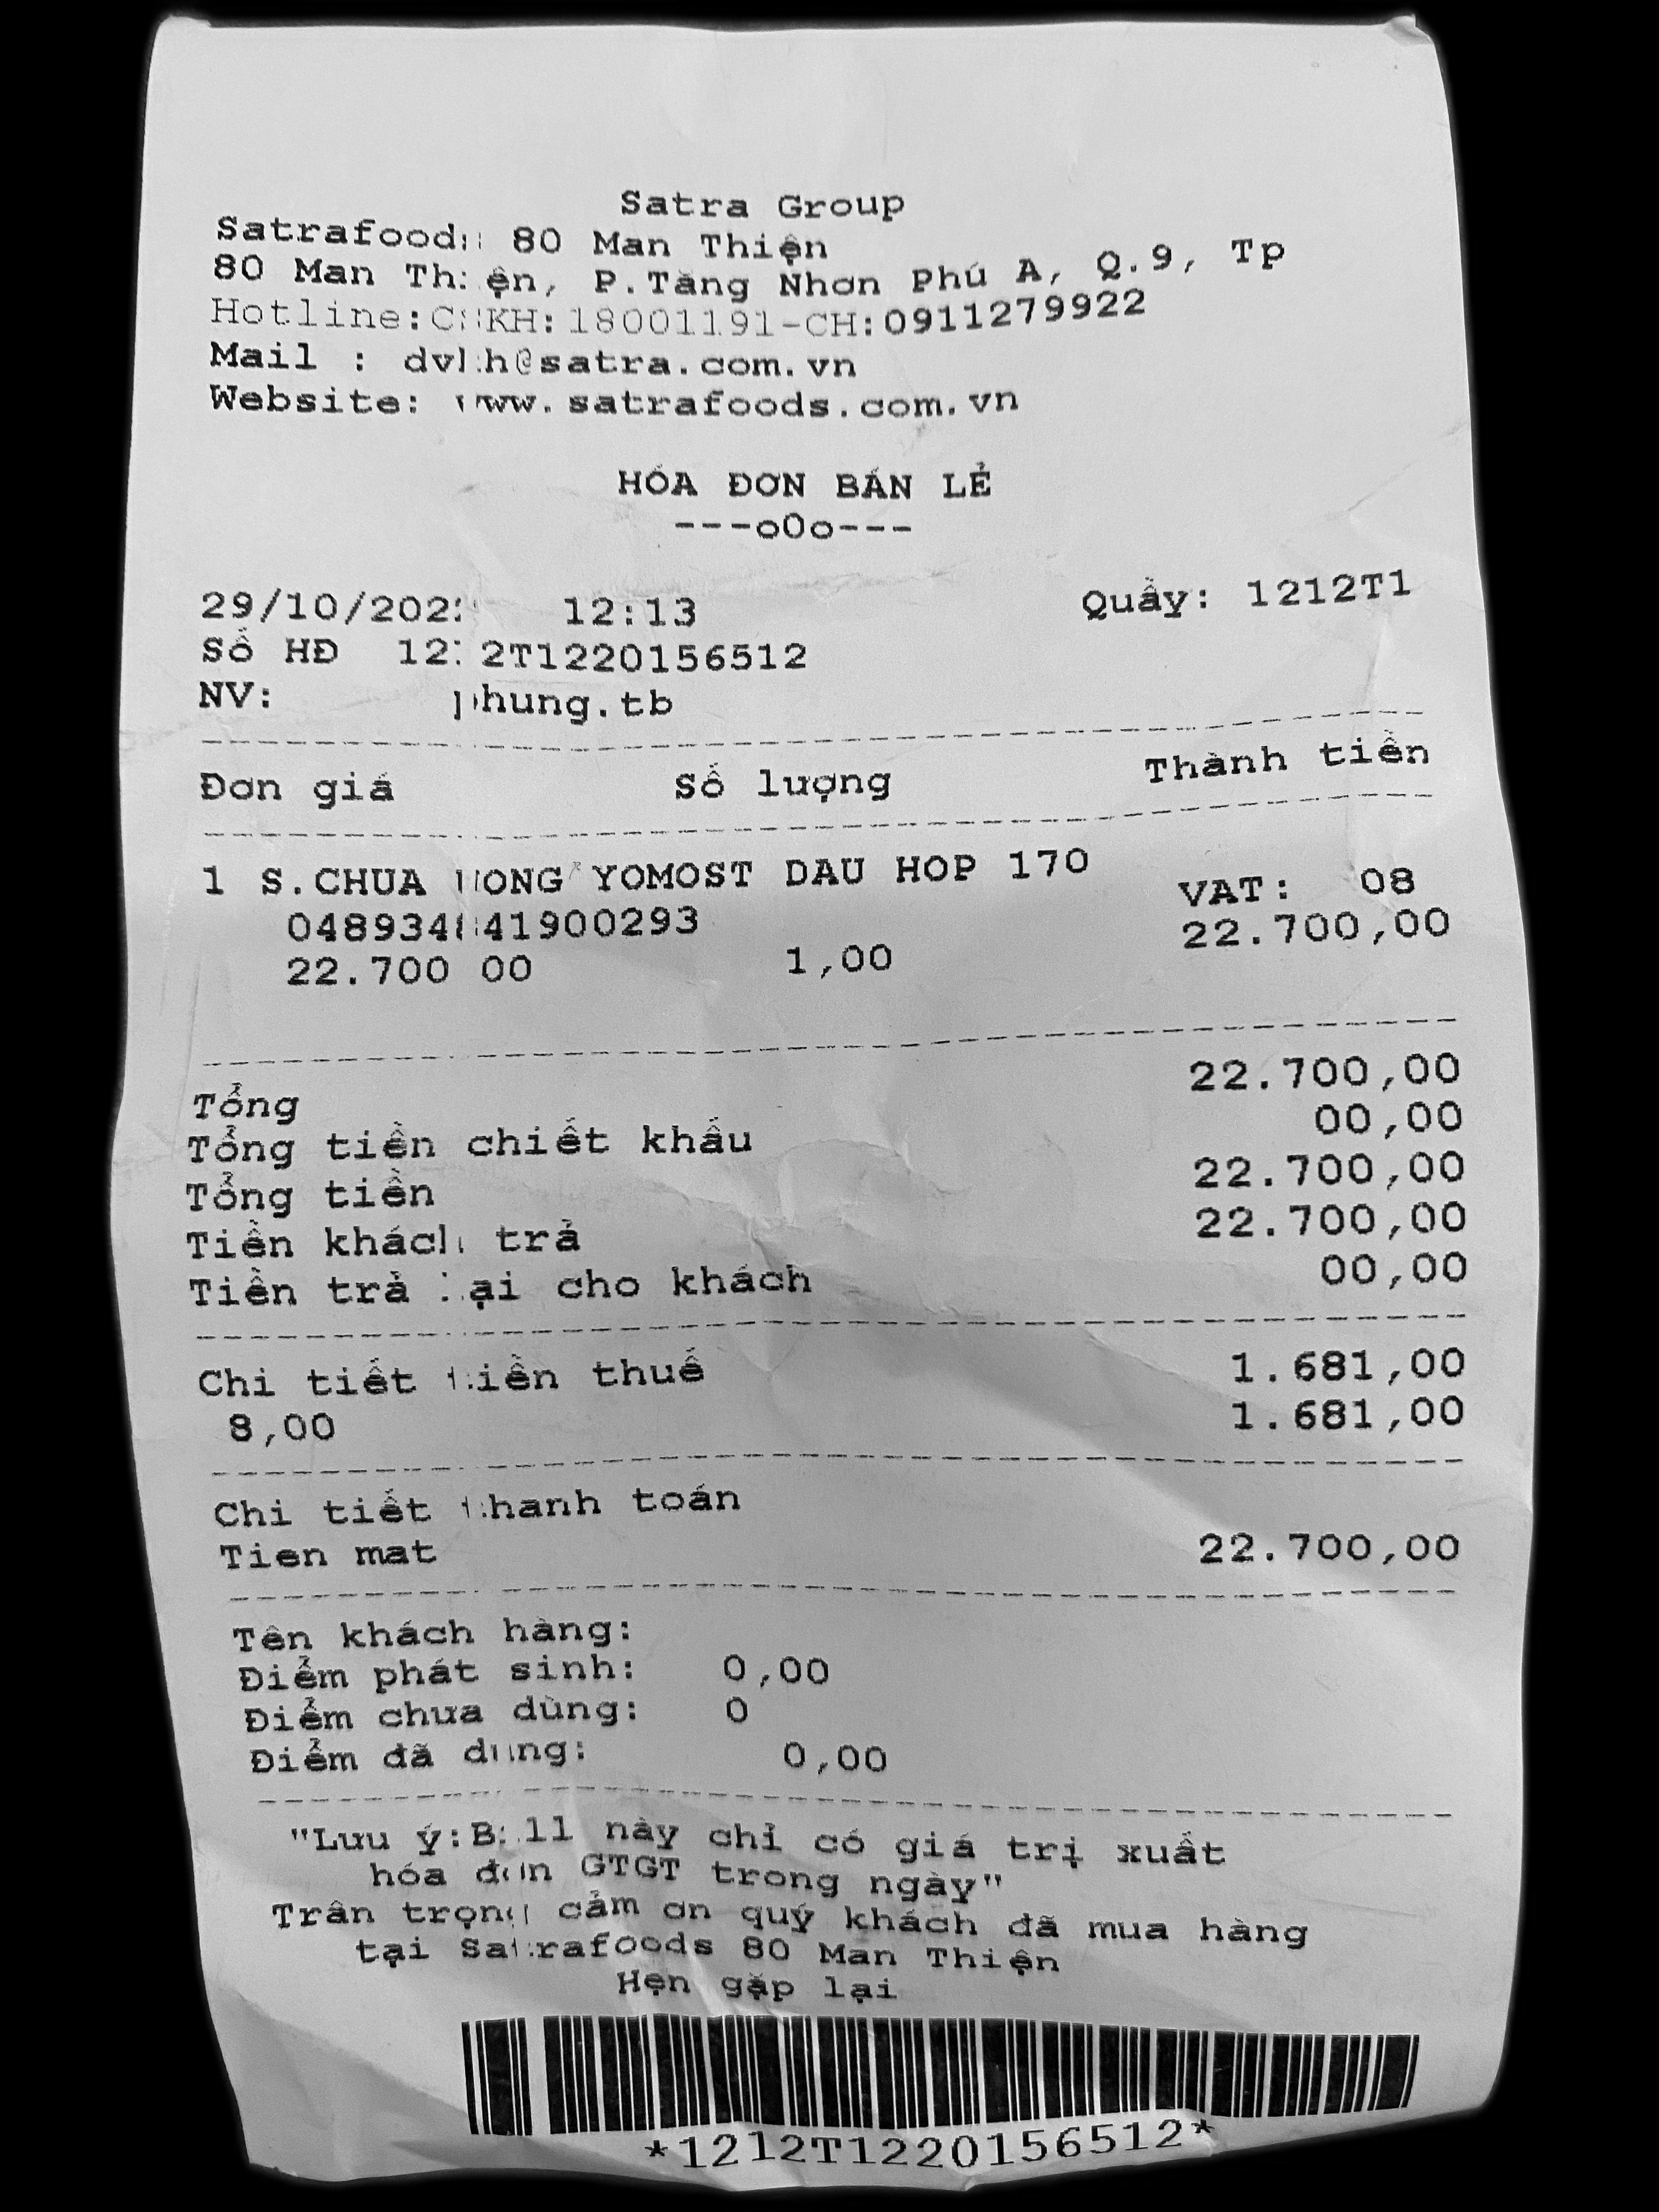 Satra Group
Satrafoods 80 Man Thiện
80 Man Thiện, P.Tăng Nhơn Phú A, Q.9, Tp
Hotline:CSKH:18001191-CH:0911279922
Mail : dvkh@satra.com.vn
Website: www.satrafoods.com.vn
HÓA ĐƠN BÁN LẺ
---oOo---
29/10/2022 12:13 Quầy: 1212T1
Số HĐ 1212T1220156512
NV: phung.tb
Đơn giá Số lượng Thành tiền
1 S.CHUA UONG YOMOST DAU HOP 170 VAT: 08
048934841900293
22.700,00 1,00 22.700,00
Tổng 22.700,00
Tổng tiền chiết khấu 00,00
Tổng tiền 22.700,00
Tiền khách trả 22.700,00
Tiền trả lại cho khách 00,00
Chi tiết tiền thuế 1.681,00
8,00 1.681,00
Chi tiết thanh toán
Tien mat 22.700,00
Tên khách hàng:
Điểm phát sinh: 0,00
Điểm chưa dùng: 0
Điểm đã dùng: 0,00
"Lưu ý:Bill này chỉ có giá trị xuất
hóa đơn GTGT trong ngày"
Trân trọng cảm ơn quý khách đã mua hàng
tại Satrafoods 80 Man Thiện
Hẹn gặp lại
*1212T1220156512*